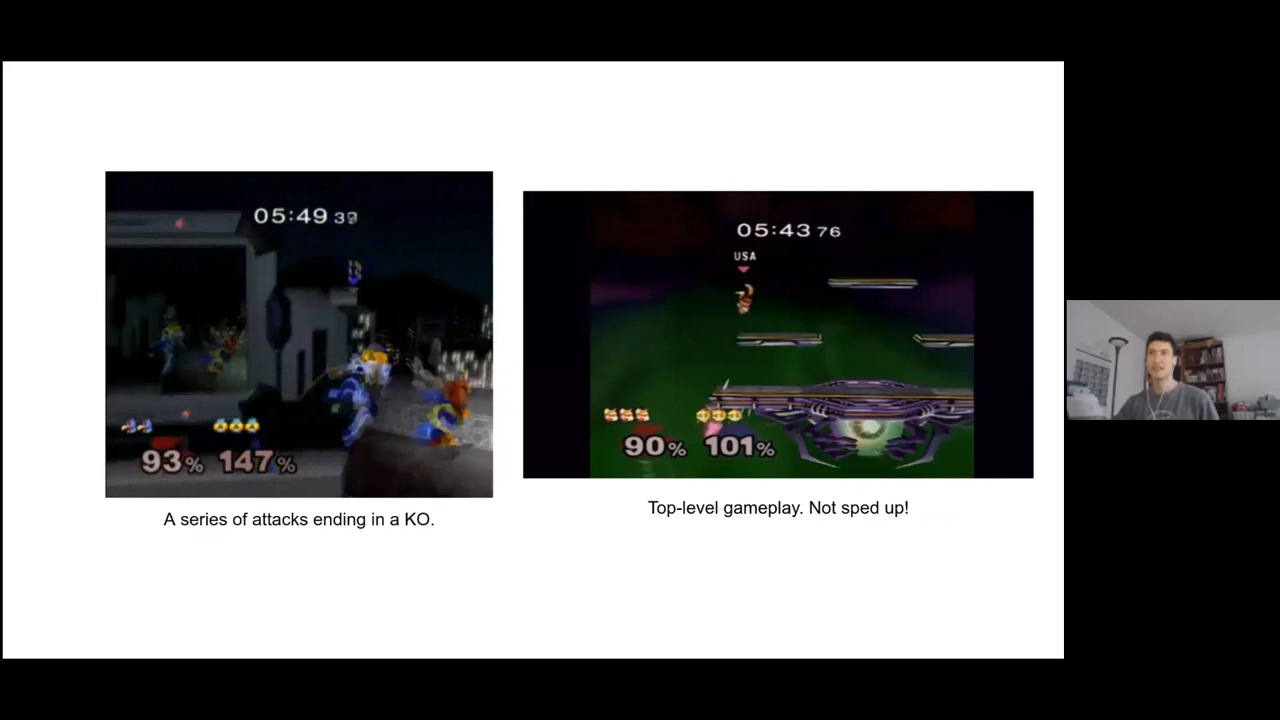 05:49 39
93% 147%
A series of attacks ending in a KO.
05:43 76
USA
90% 101%
Top-level gameplay. Not sped up!